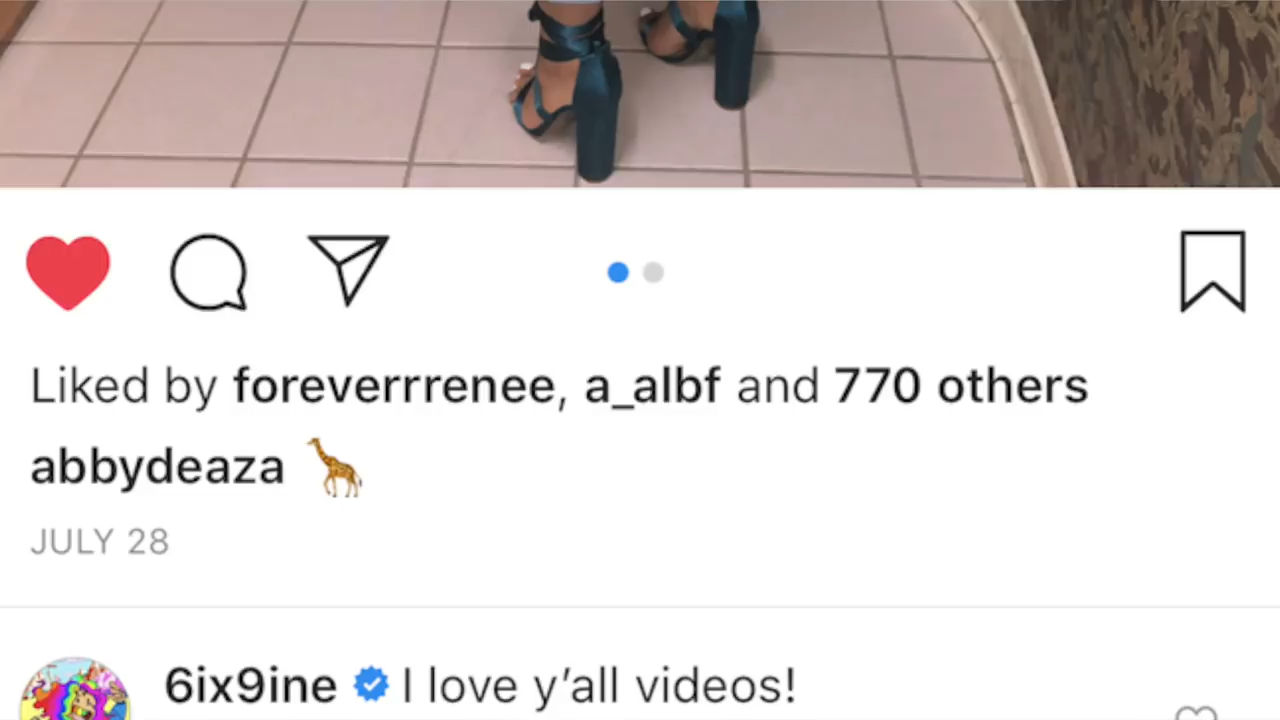 Liked by foreverrrenee, a_albf and 770 others
abbydeaza 🦒
JULY 28
6ix9ine I love y’all videos!